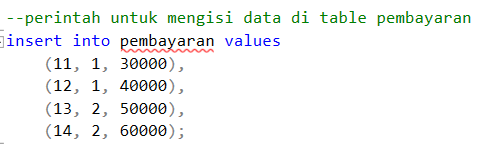 --perintah untuk mengisi data di table pembayaran
insert into pembayaran values
(11, 1, 30000),
(12, 1, 40000),
(13, 2, 50000),
(14, 2, 60000);